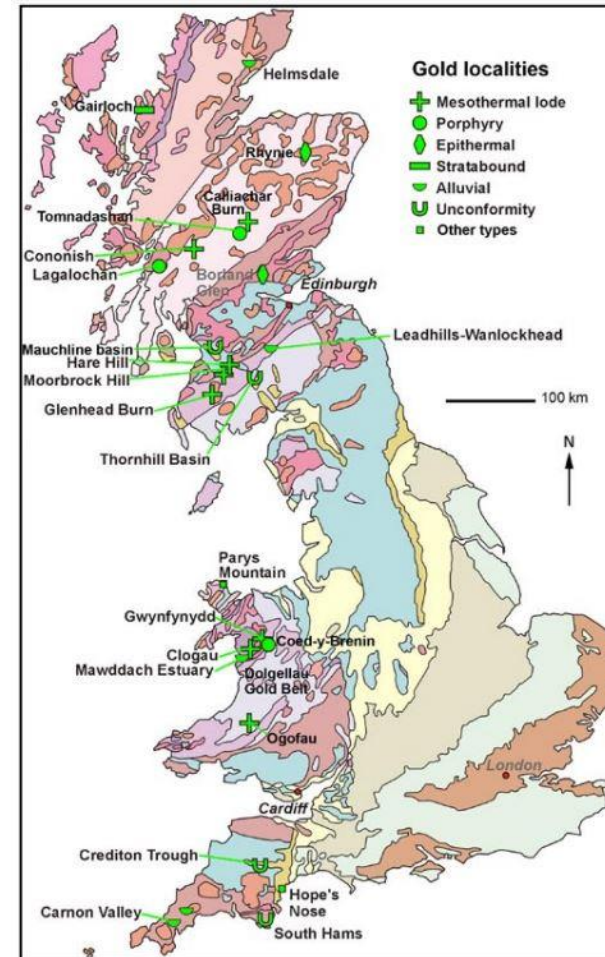 Helmsdale
Gold localities
Gairloch
Mesothermal lode
Porphyry
Rhynie
Epithermal
Stratabound
Calliachar
Burn
Alluvial
Tomnadashan
Unconformity
Other types
Cononish
Lagalochan
Borland
Glen
Edinburgh
Leadhills-Wanlockhead
Mauchline basin
Hare Hill
Moorbrock Hill
Glenhead Burn
100 km
Thornhill Basin
N
Parys
Mountain
Gwynfynydd
Coed-y-Brenin
Clogau
Mawddach Estuary
Dolgellau
Gold Belt
Ogofau
London
Cardiff
Crediton Trough
Hope's
Nose
Carnon Valley
South Hams